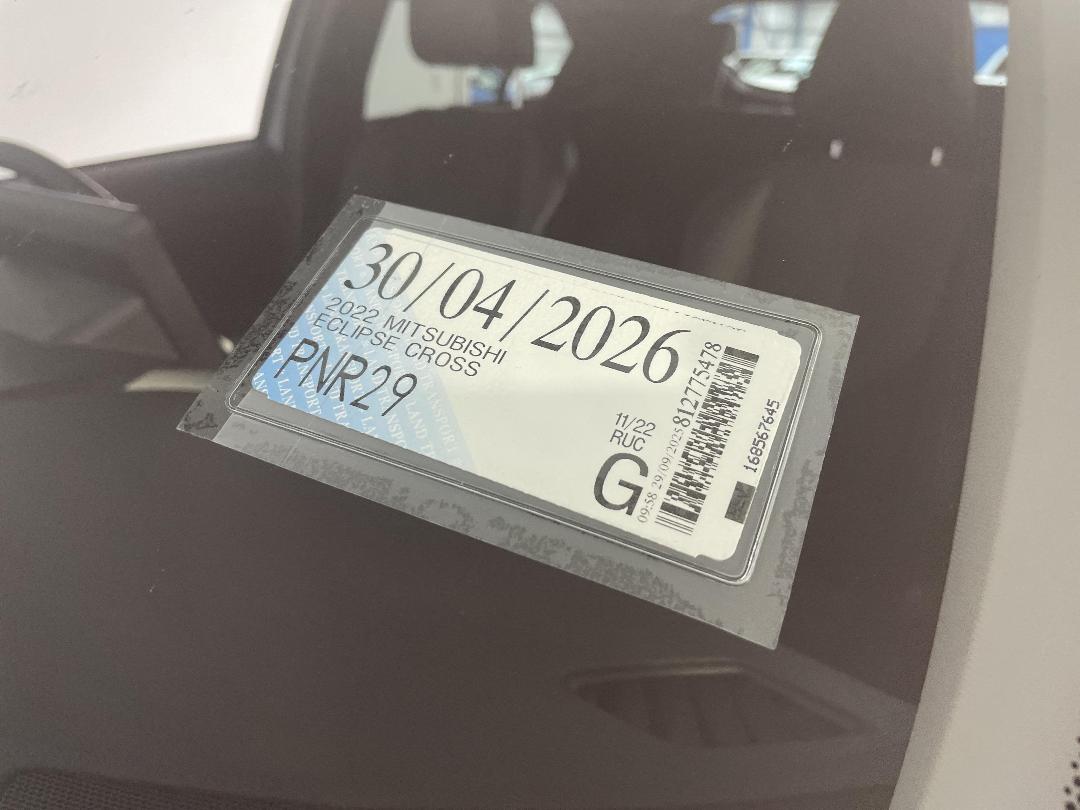 30/04/2026
2022 MITSUBISHI
ECLIPSE CROSS
PNR29
11/22
RUC
G
09:58 29/09/2025 812775478
168567645